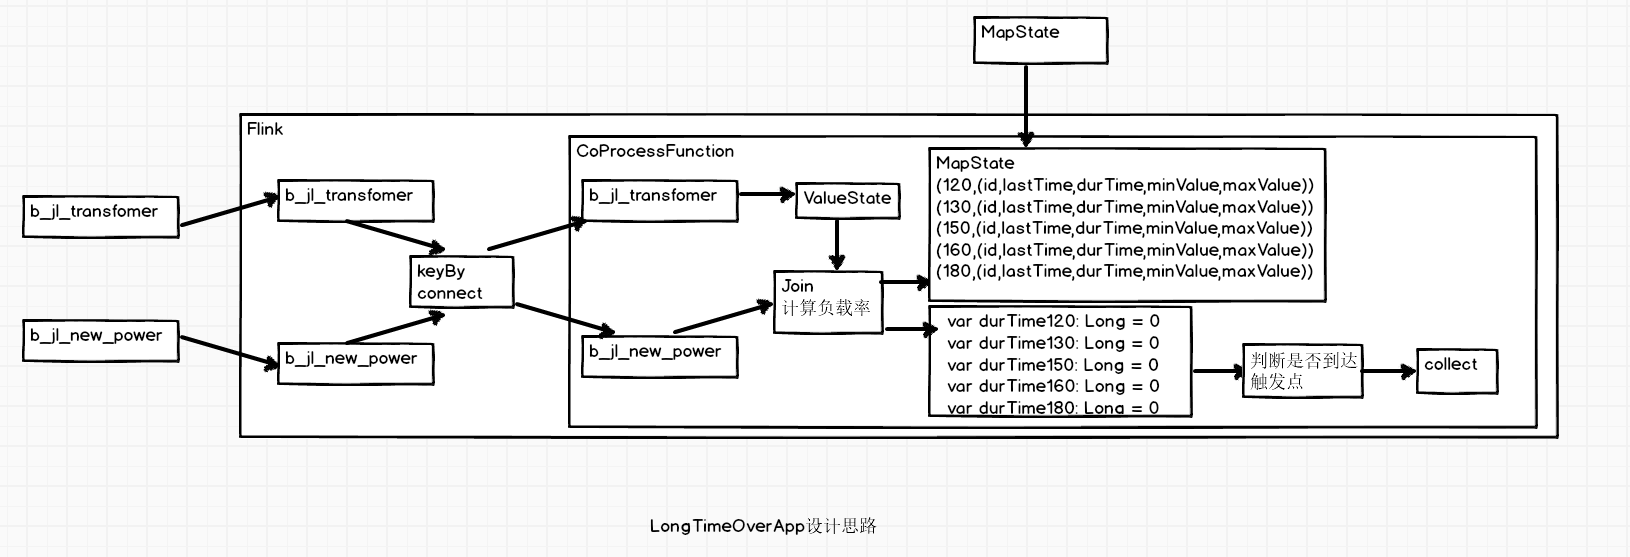 MapState
Flink
CoProcessFunction
b_jl_transfomer
b_jl_new_power
b_jl_transfomer
b_jl_new_power
keyBy
connect
b_jl_transfomer
b_jl_new_power
ValueState
Join
计算负载率
MapState
(120,(id,lastTime,durTime,minValue,maxValue))
(130,(id,lastTime,durTime,minValue,maxValue))
(150,(id,lastTime,durTime,minValue,maxValue))
(160,(id,lastTime,durTime,minValue,maxValue))
(180,(id,lastTime,durTime,minValue,maxValue))
var durTime120: Long = 0
var durTime130: Long = 0
var durTime150: Long = 0
var durTime160: Long = 0
var durTime180: Long = 0
判断是否到达
触发点
collect
LongTimeOverApp设计思路